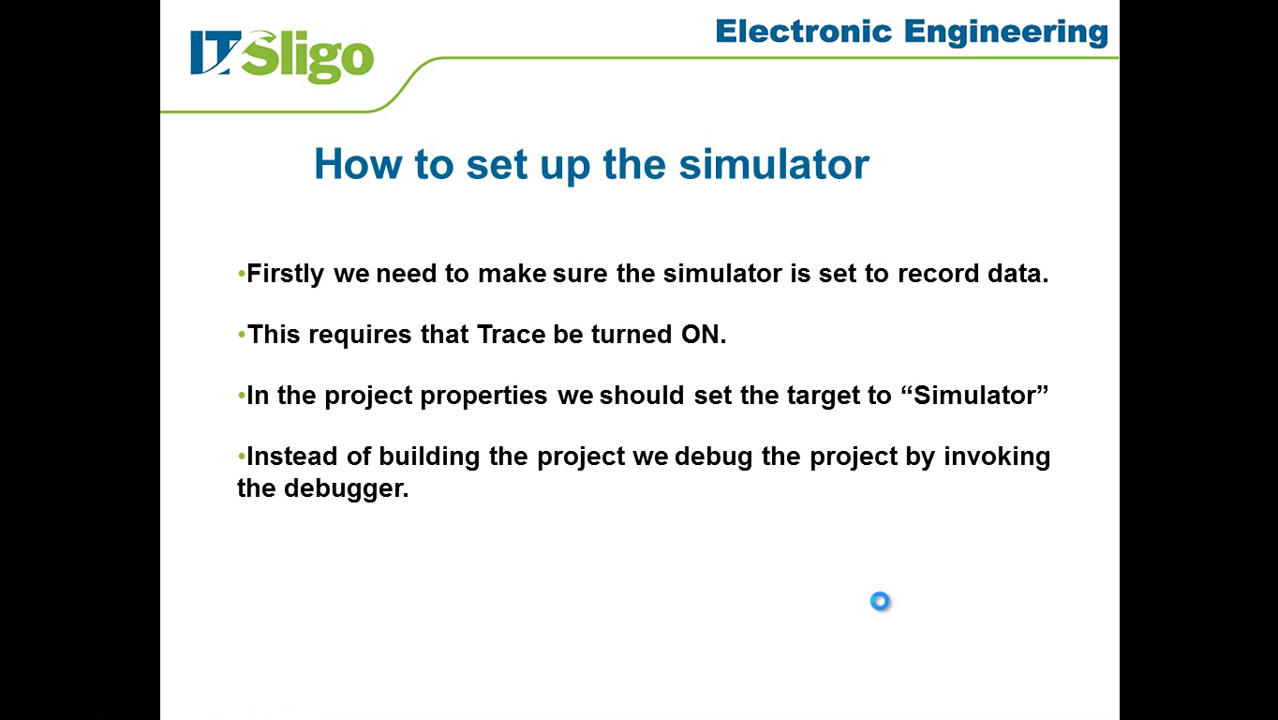 ITSligo
Electronic Engineering
How to set up the simulator
•Firstly we need to make sure the simulator is set to record data.
•This requires that Trace be turned ON.
•In the project properties we should set the target to “Simulator”
•Instead of building the project we debug the project by invoking
the debugger.